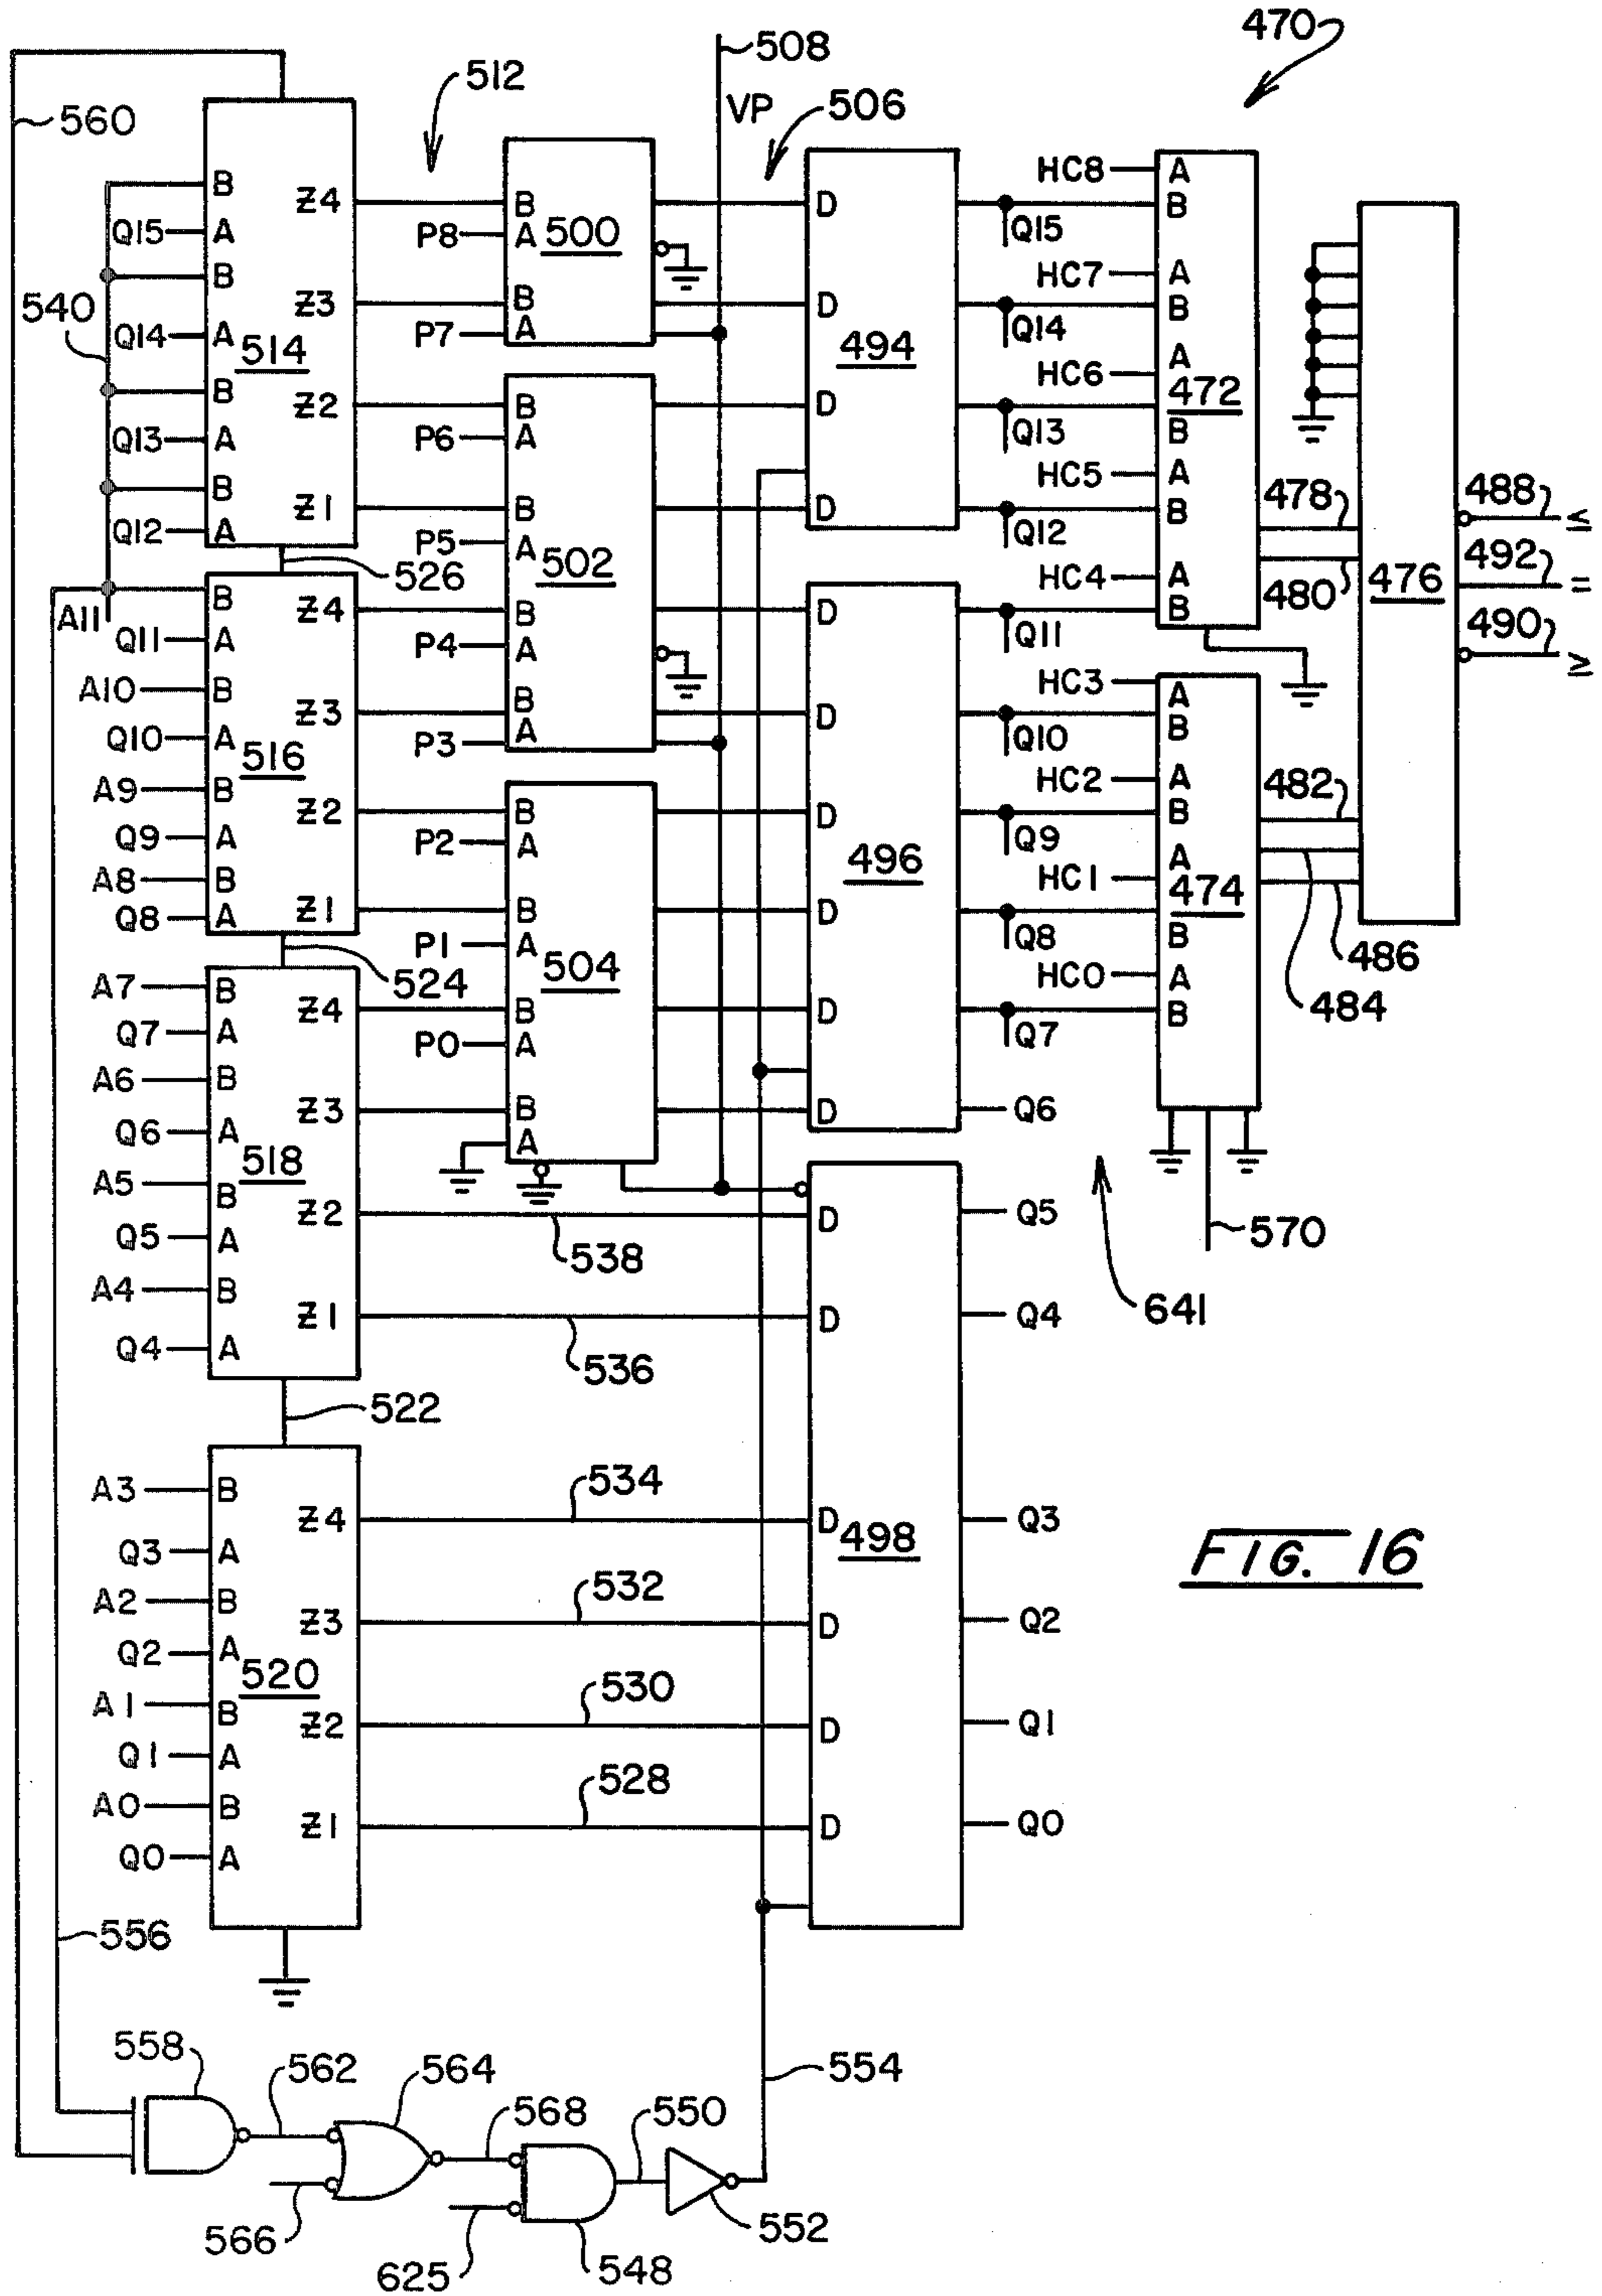 470
508
512
VP
506
560
HC8
A
B
Z4
B
D
B
Q15
A
P8
A
500
Q15
B
HC7
A
Z3
B
D
B
540
Q14
A
514
P7
A
494
Q14
A
HC6
472
B
Z2
B
D
Q13
A
P6
A
Q13
B
HC5
A
B
Z1
B
D
B
478
488
≤
Q12
A
P5
A
502
Q12
526
HC4
A
480
476
492
=
B
Z4
B
D
B
A11
Q11
A
P4
A
Q11
490
≥
A10
B
Z3
B
D
HC3
A
B
Q10
A
516
P3
A
Q10
A9
B
Z2
B
D
HC2
A
B
482
Q9
A
P2
A
496
Q9
A
A8
B
HC1
474
Q8
A
Z1
B
D
Q8
B
P1
A
504
486
524
A7
B
Z4
B
D
HC0
A
B
484
Q7
A
P0
A
Q7
A6
B
Z3
B
D
Q6
Q6
A
518
A
A5
B
Z2
D
Q5
570
Q5
A
538
A4
B
Z1
D
Q4
641
Q4
A
536
522
A3
B
534
Z4
D
498
Q3
Q3
A
FIG. 16
A2
B
532
Z3
D
Q2
Q2
A
520
A1
B
530
Z2
D
Q1
Q1
A
528
A0
B
Z1
D
Q0
Q0
A
556
558
562
564
554
568
550
566
552
625
548